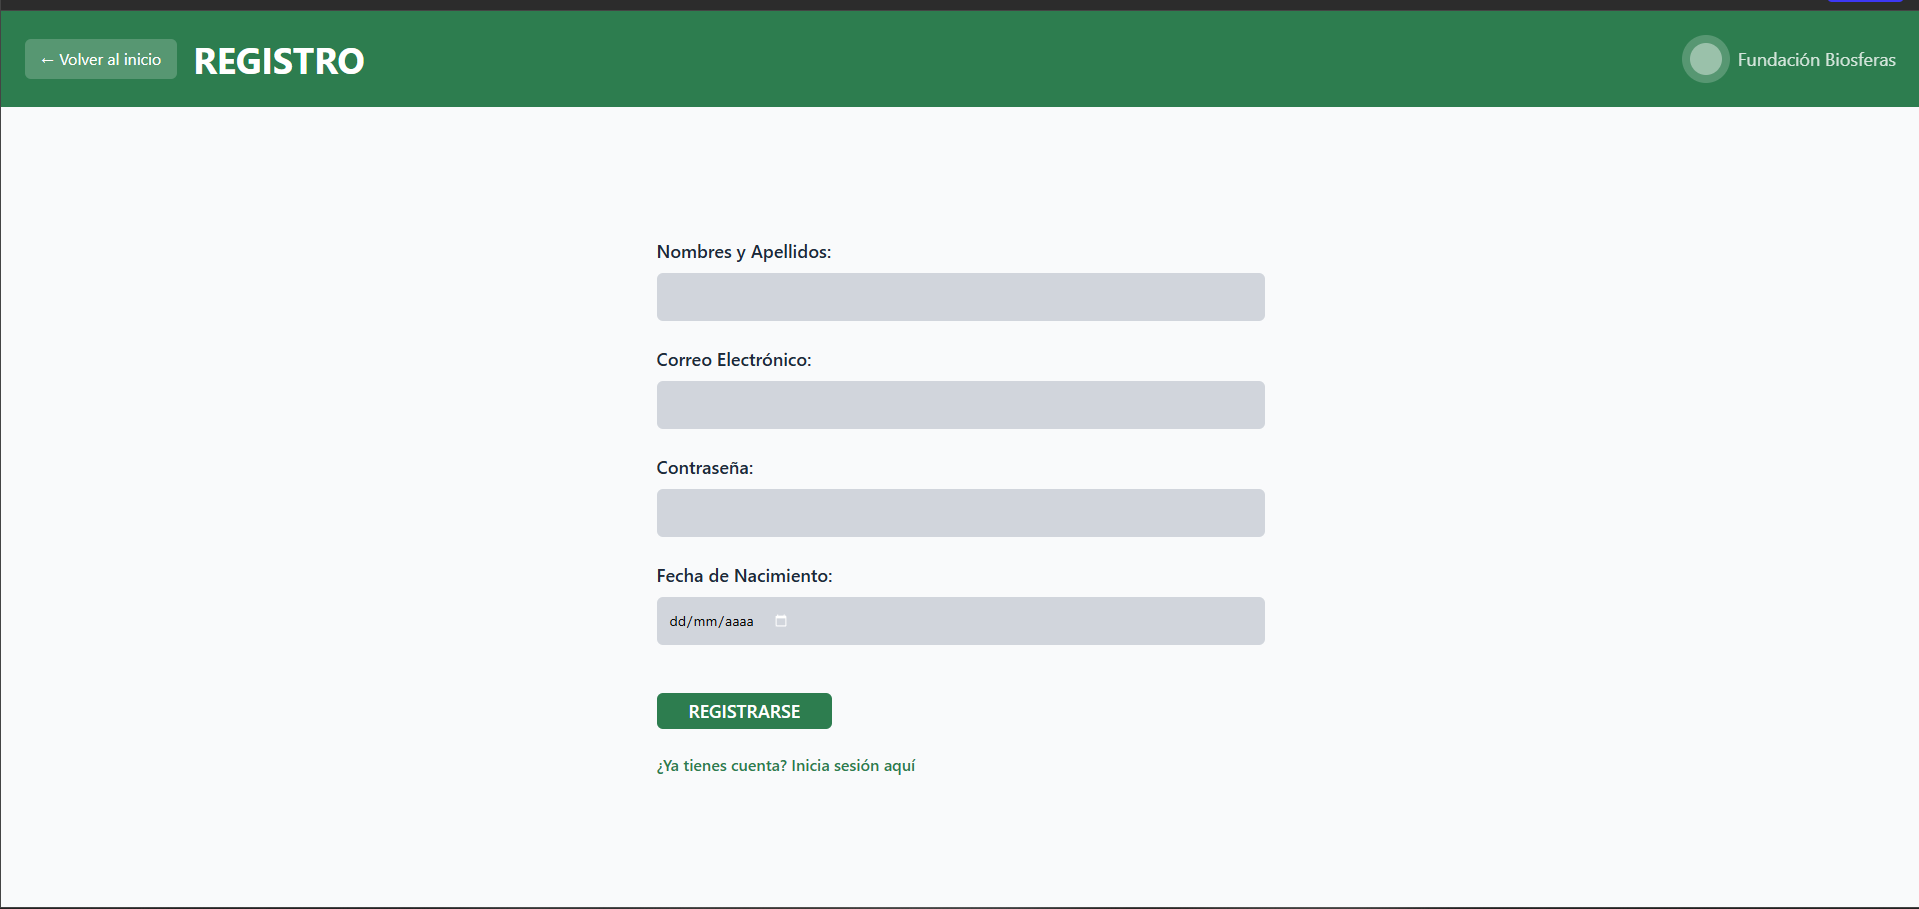 ← Volver al inicio
REGISTRO
Fundación Biosferas
Nombres y Apellidos:
Correo Electrónico:
Contraseña:
Fecha de Nacimiento:
dd/mm/aaaa
REGISTRARSE
¿Ya tienes cuenta? Inicia sesión aquí